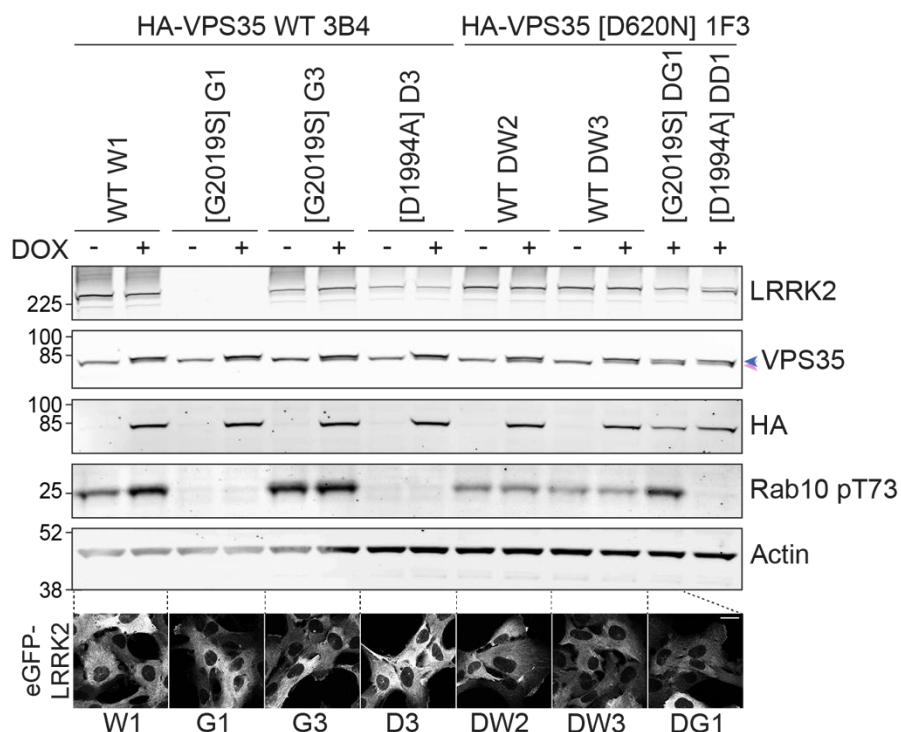 HA-VPS35 WT 3B4 HA-VPS35 [D620N] 1F3
WT W1 [G2019S] G1 [G2019S] G3 [D1994A] D3 WT DW2 WT DW3 [G2019S] DG1 [D1994A] DD1
DOX - + - + - + - + - + - + + +
225 LRRK2
100
85 VPS35
100
85 HA
25 Rab10 pT73
52
Actin
38
eGFP-
LRRK2
W1 G1 G3 D3 DW2 DW3 DG1